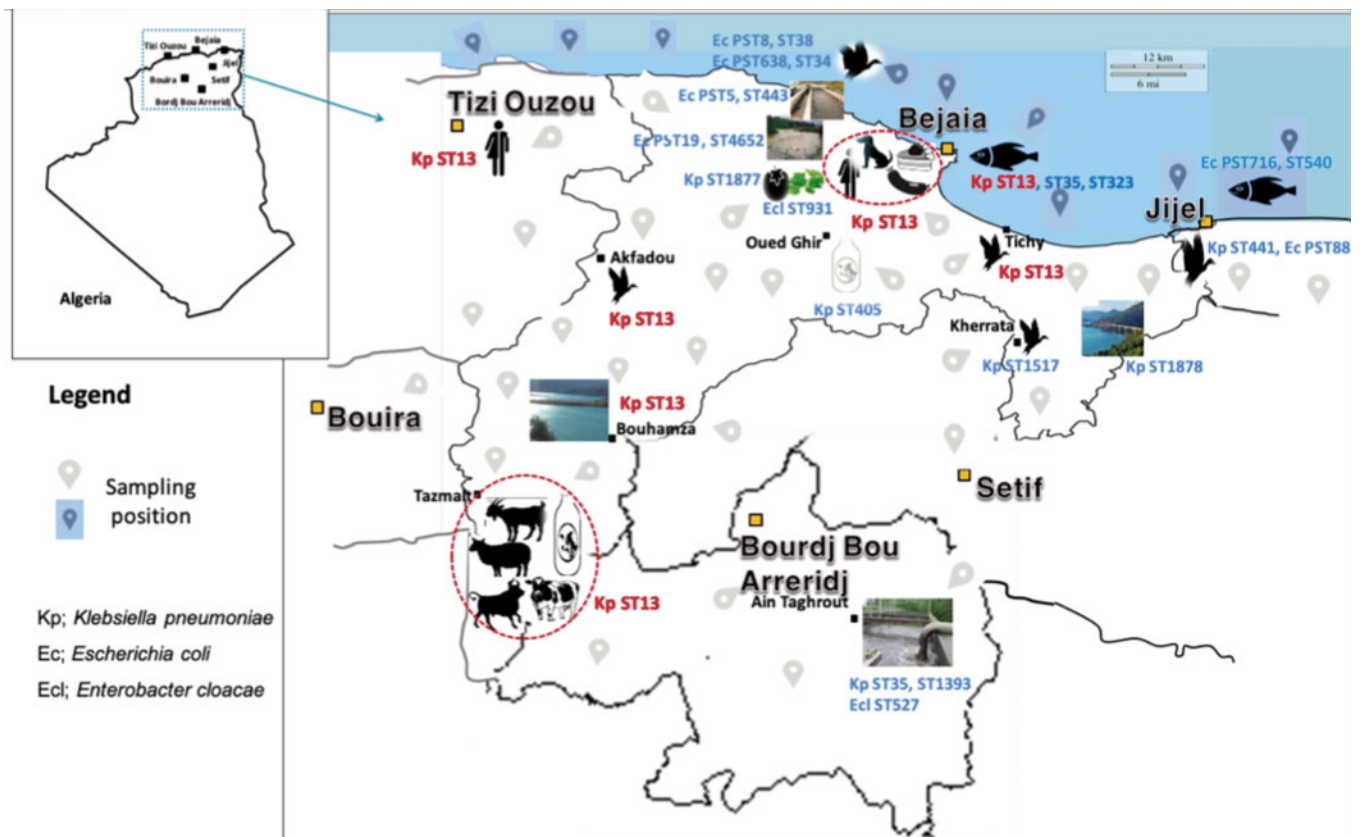 Tizi Ouzou
Bejaia
Jijel
Bouira
Setif
Bordj Bou Arreridj
Algeria
Legend
Sampling
position
Kp; Klebsiella pneumoniae
Ec; Escherichia coli
Ecl; Enterobacter cloacae
Ec PST8, ST38
Ec PST638, ST34
12 km
6 mi
Tizi Ouzou
Kp ST13
Ec PST5, ST443
Ec PST19, ST4652
Kp ST1877
Ecl ST931
Bejaia
Kp ST13
Kp ST13, ST35, ST323
Ec PST716, ST540
Jijel
Kp ST441, Ec PST88
Oued Ghir
Kp ST405
Tichy
Kp ST13
Akfadou
Kp ST13
Kherrata
Kp ST1517
Kp ST1878
Bouira
Kp ST13
Bouhamza
Tazmalt
Kp ST13
Setif
Bourdj Bou
Arreridj
Ain Taghrout
Kp ST35, ST1393
Ecl ST527